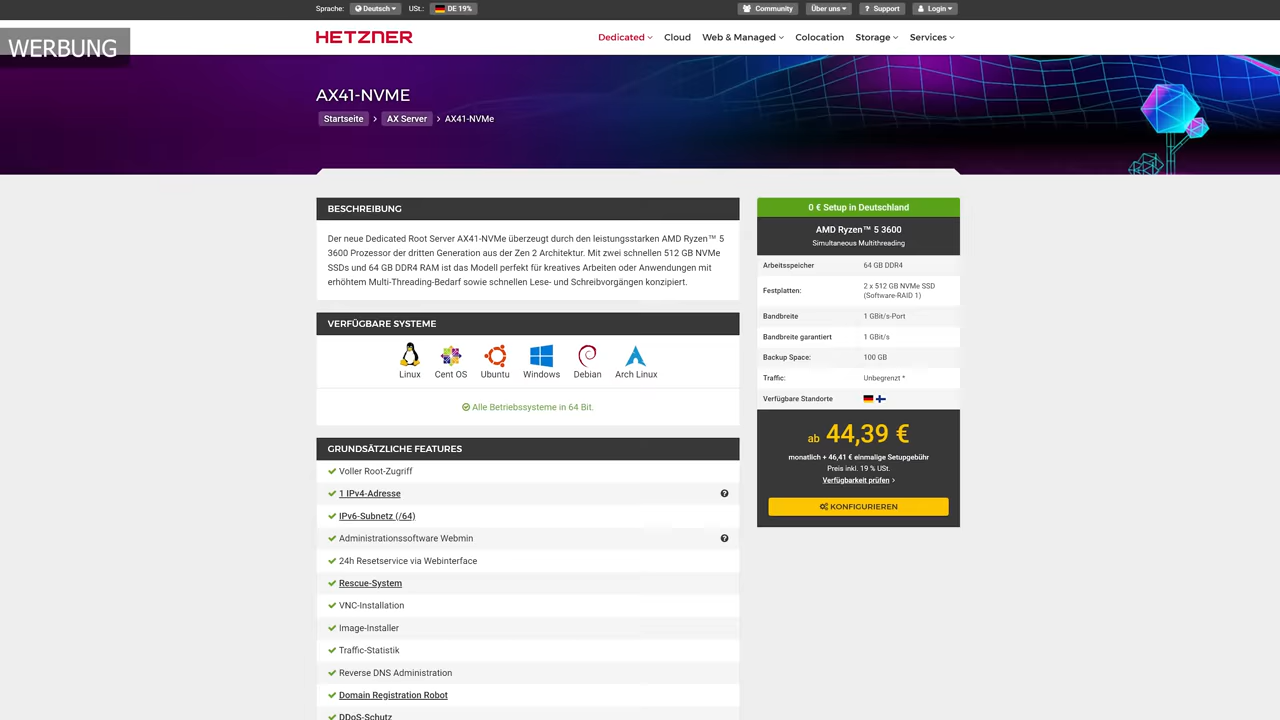 Sprache: Deutsch USt.: DE 19% Community Über uns ? Support Login
WERBUNG
HETZNER Dedicated Cloud Web & Managed Colocation Storage Services
AX41-NVME
Startseite › AX Server › AX41-NVMe
BESCHREIBUNG
Der neue Dedicated Root Server AX41-NVMe überzeugt durch den leistungsstarken AMD Ryzen™ 5
3600 Prozessor der dritten Generation aus der Zen 2 Architektur. Mit zwei schnellen 512 GB NVMe
SSDs und 64 GB DDR4 RAM ist das Modell perfekt für kreatives Arbeiten oder Anwendungen mit
erhöhtem Multi-Threading-Bedarf sowie schnellen Lese- und Schreibvorgängen konzipiert.
VERFÜGBARE SYSTEME
Linux Cent OS Ubuntu Windows Debian Arch Linux
Alle Betriebssysteme in 64 Bit.
GRUNDSÄTZLICHE FEATURES
Voller Root-Zugriff
1 IPv4-Adresse ?
IPv6-Subnetz (/64)
Administrationssoftware Webmin ?
24h Resetservice via Webinterface
Rescue-System
VNC-Installation
Image-Installer
Traffic-Statistik
Reverse DNS Administration
Domain Registration Robot
DDoS-Schutz
0 € Setup in Deutschland
AMD Ryzen™ 5 3600
Simultaneous Multithreading
Arbeitsspeicher 64 GB DDR4
Festplatten: 2 x 512 GB NVMe SSD
(Software-RAID 1)
Bandbreite 1 GBit/s-Port
Bandbreite garantiert 1 GBit/s
Backup Space: 100 GB
Traffic: Unbegrenzt *
Verfügbare Standorte
ab 44,39 €
monatlich + 46,41 € einmalige Setupgebühr
Preis inkl. 19 % USt.
Verfügbarkeit prüfen ›
KONFIGURIEREN